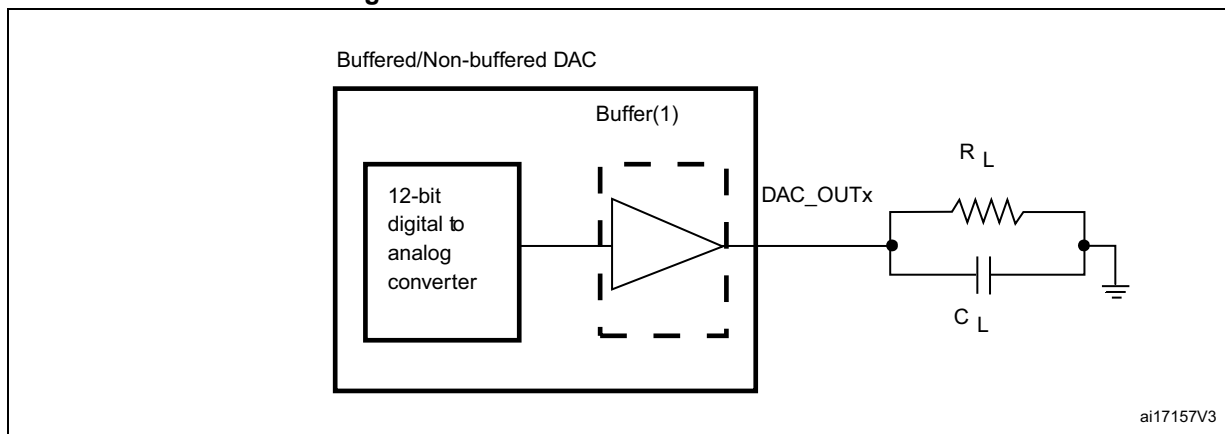 Buffered/Non-buffered DAC
Buffer(1)
12-bit
digital to
analog
converter
DAC_OUTx
R L
C L
ai17157V3